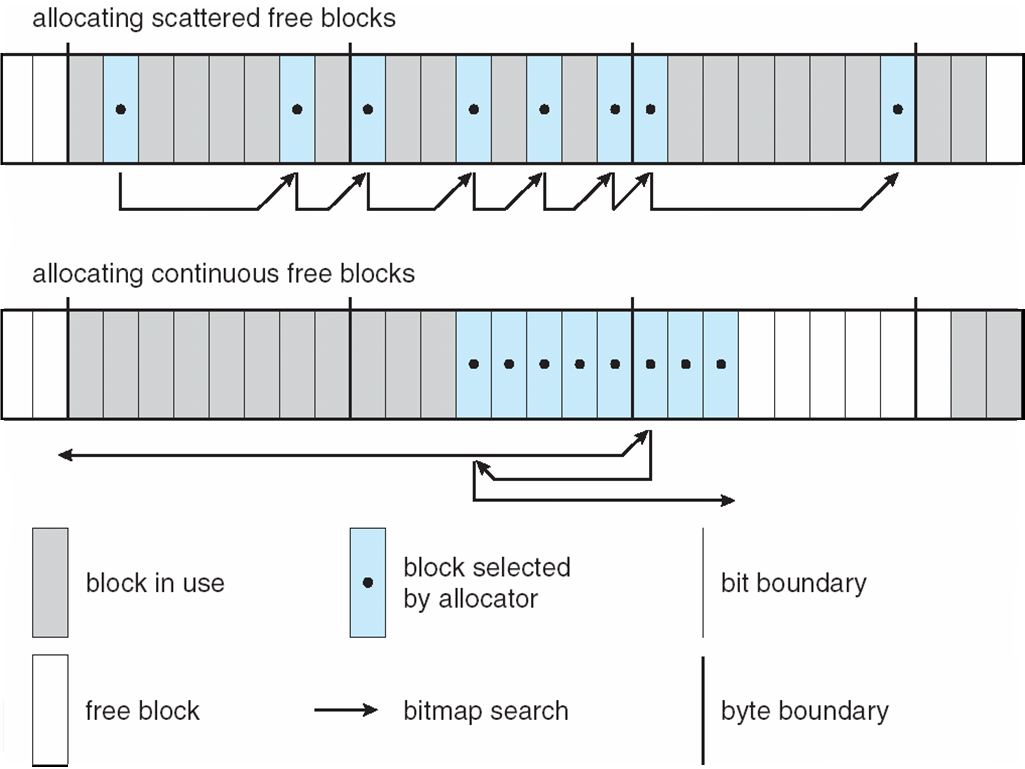 allocating scattered free blocks
allocating continuous free blocks
block in use
block selected
by allocator
bit boundary
free block
bitmap search
byte boundary